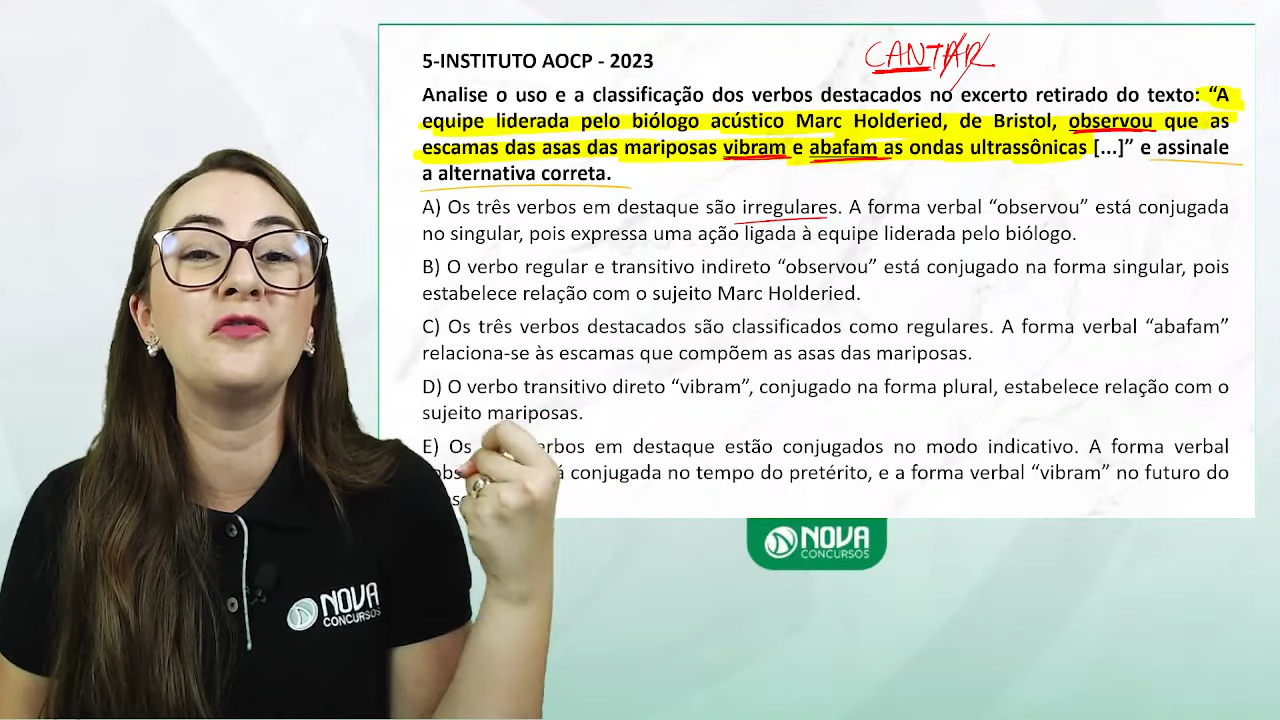 CANTAR
5-INSTITUTO AOCP - 2023
Analise o uso e a classificação dos verbos destacados no excerto retirado do texto: “A
equipe liderada pelo biólogo acústico Marc Holderied, de Bristol, observou que as
escamas das asas das mariposas vibram e abafam as ondas ultrassônicas [...]” e assinale
a alternativa correta.
A) Os três verbos em destaque são irregulares. A forma verbal “observou” está conjugada
no singular, pois expressa uma ação ligada à equipe liderada pelo biólogo.
B) O verbo regular e transitivo indireto “observou” está conjugado na forma singular, pois
estabelece relação com o sujeito Marc Holderied.
C) Os três verbos destacados são classificados como regulares. A forma verbal “abafam”
relaciona-se às escamas que compõem as asas das mariposas.
D) O verbo transitivo direto “vibram”, conjugado na forma plural, estabelece relação com o
sujeito mariposas.
E) Os em destaque estão conjugados no modo indicativo. A forma verbal
conjugada no tempo do pretérito, e a forma verbal “vibram” no futuro do
NOVA
CONCURSOS
NOVA
CONCURSOS